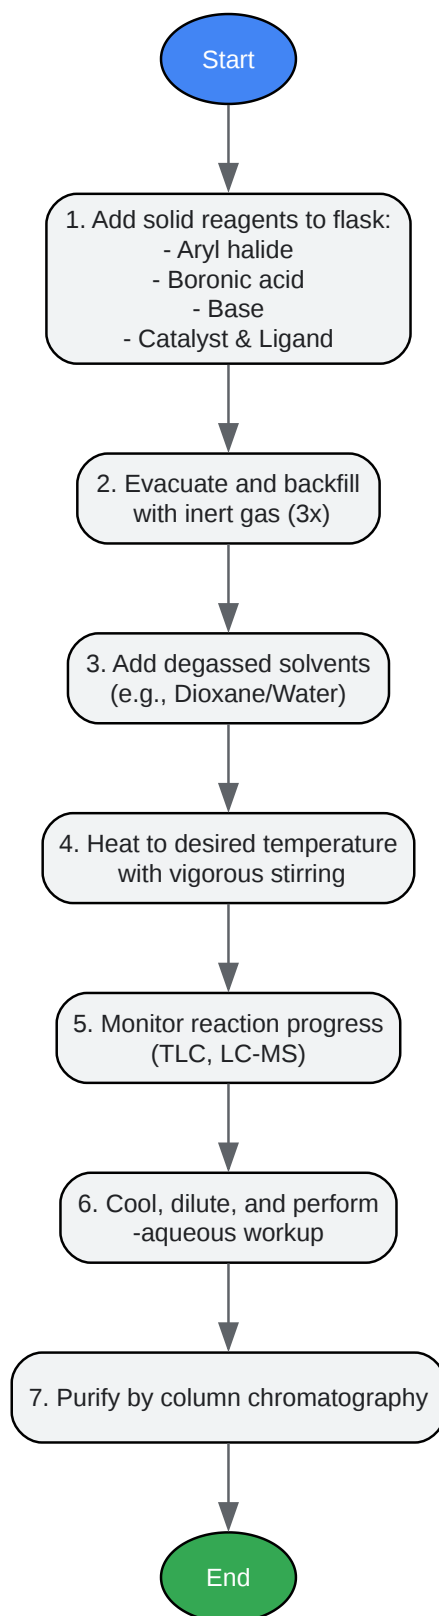 Start
1. Add solid reagents to flask:
- Aryl halide
- Boronic acid
- Base
- Catalyst & Ligand
2. Evacuate and backfill
with inert gas (3x)
3. Add degassed solvents
(e.g., Dioxane/Water)
4. Heat to desired temperature
with vigorous stirring
5. Monitor reaction progress
(TLC, LC-MS)
6. Cool, dilute, and perform
-aqueous workup
7. Purify by column chromatography
End